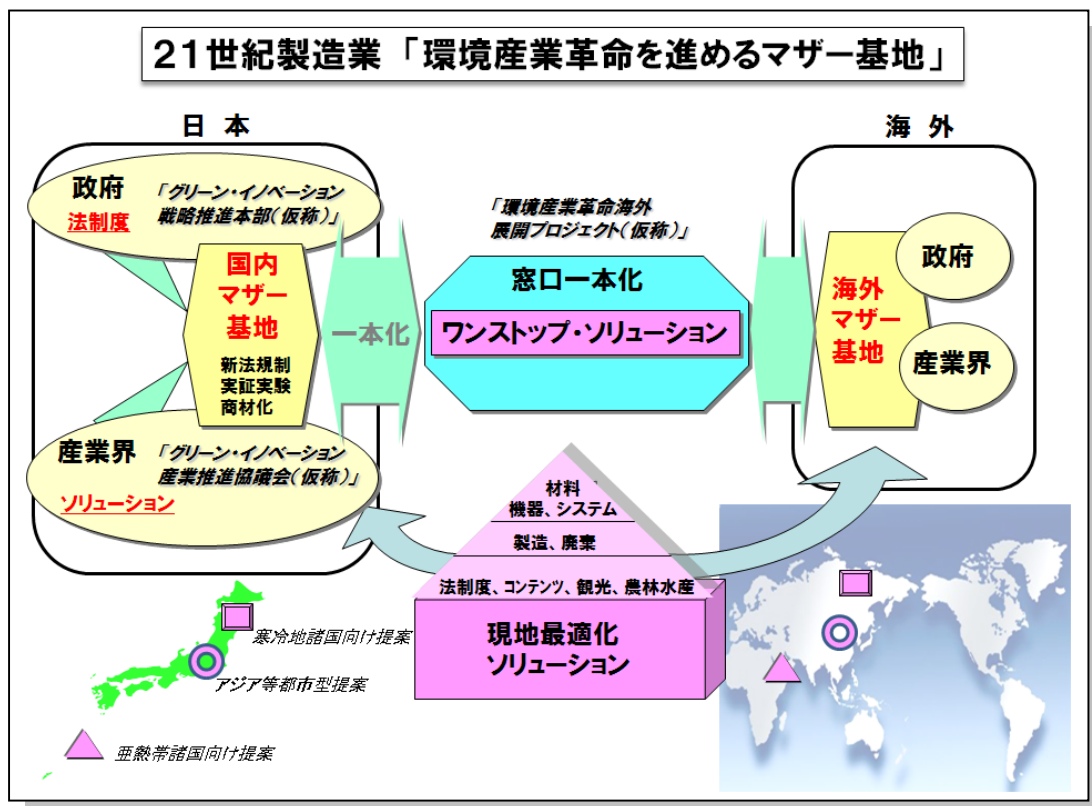 21世紀製造業「環境産業革命を進めるマザー基地」
日 本
海 外
政府
法制度
「グリーン・イノベーション
戦略推進本部(仮称)」
国内
マザー
基地
新法規制
実証実験
商材化
産業界
「グリーン・イノベーション
産業推進協議会(仮称)」
ソリューション
一本化
「環境産業革命海外
展開プロジェクト(仮称)」
窓口一本化
ワンストップ・ソリューション
海外
マザー
基地
政府
産業界
材料
機器、システム
製造、廃棄
法制度、コンテンツ、観光、農林水産
現地最適化
ソリューション
寒冷地諸国向け提案
アジア等都市型提案
亜熱帯諸国向け提案